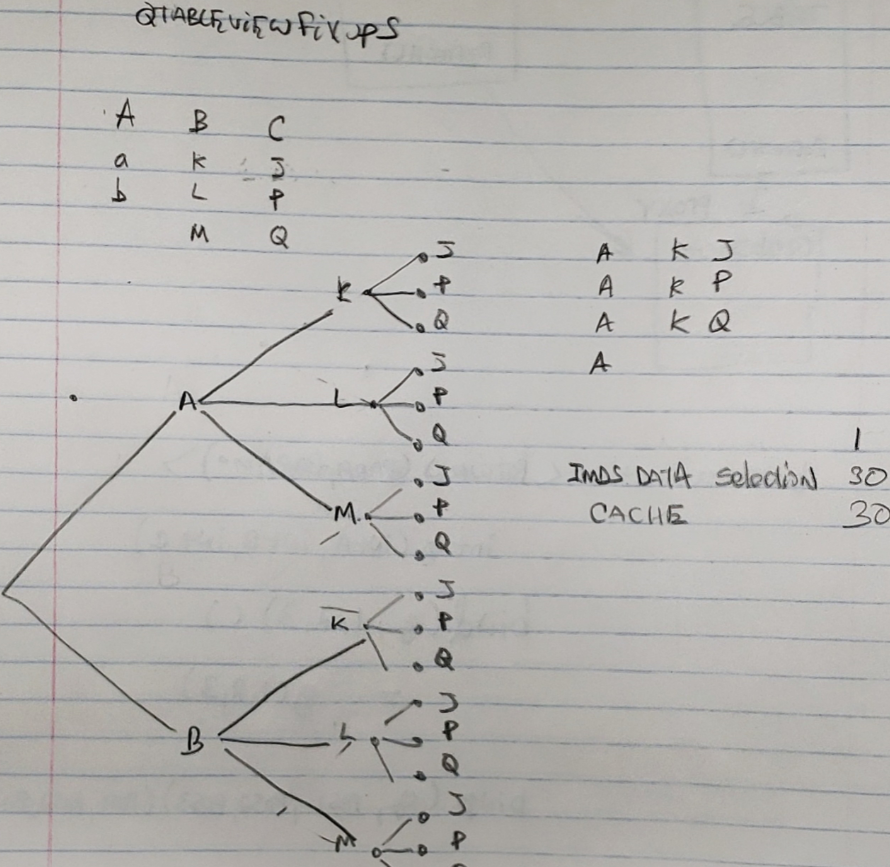 QTABLEVIEW FixUPS
A B C
a K J
b L P
M Q
J
K P
Q
J
A L P
Q
J
M P
Q
J
K P
Q
J
B L P
Q
J
M P
A K J
A K P
A K Q
A
1
IMDS DATA Selection 30
CACHE 30